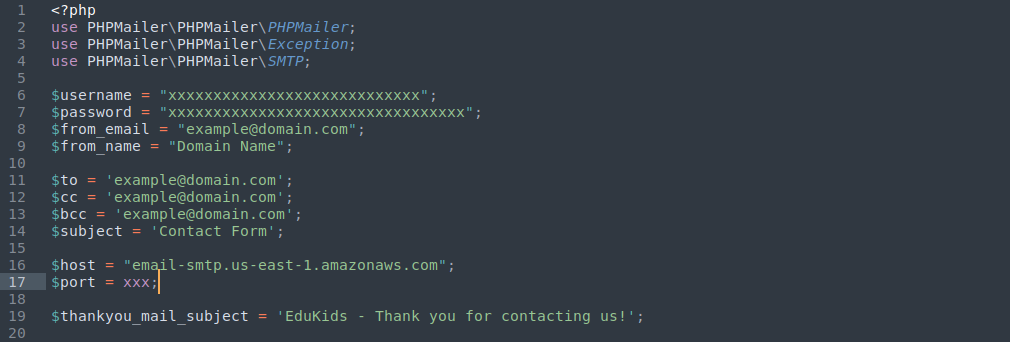 1 <?php
2 use PHPMailer\PHPMailer\PHPMailer;
3 use PHPMailer\PHPMailer\Exception;
4 use PHPMailer\PHPMailer\SMTP;
5
6 $username = "xxxxxxxxxxxxxxxxxxxxxxxxxxxx";
7 $password = "xxxxxxxxxxxxxxxxxxxxxxxxxxxxxxxxx";
8 $from_email = "example@domain.com";
9 $from_name = "Domain Name";
10
11 $to = 'example@domain.com';
12 $cc = 'example@domain.com';
13 $bcc = 'example@domain.com';
14 $subject = 'Contact Form';
15
16 $host = "email-smtp.us-east-1.amazonaws.com";
17 $port = xxx;
18
19 $thankyou_mail_subject = 'EduKids - Thank you for contacting us!';
20